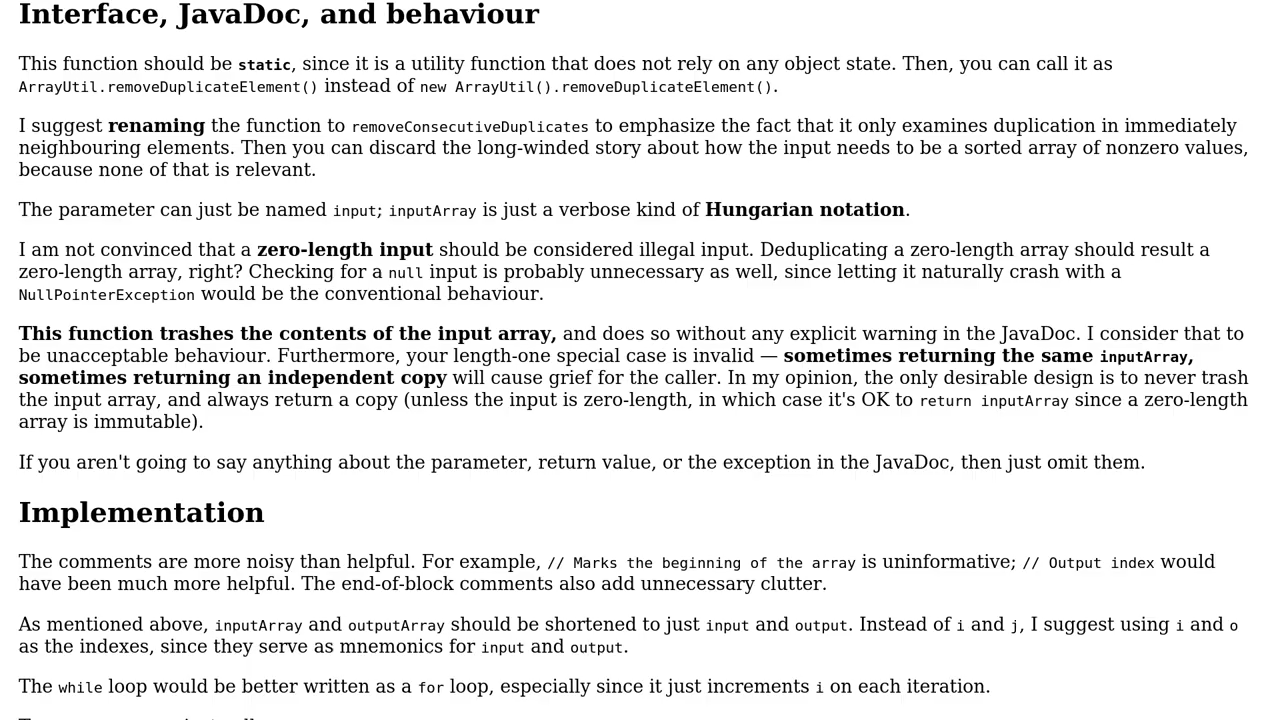 Interface, JavaDoc, and behaviour
This function should be static, since it is a utility function that does not rely on any object state. Then, you can call it as
ArrayUtil.removeDuplicateElement() instead of new ArrayUtil().removeDuplicateElement().
I suggest renaming the function to removeConsecutiveDuplicates to emphasize the fact that it only examines duplication in immediately
neighbouring elements. Then you can discard the long-winded story about how the input needs to be a sorted array of nonzero values,
because none of that is relevant.
The parameter can just be named input; inputArray is just a verbose kind of Hungarian notation.
I am not convinced that a zero-length input should be considered illegal input. Deduplicating a zero-length array should result a
zero-length array, right? Checking for a null input is probably unnecessary as well, since letting it naturally crash with a
NullPointerException would be the conventional behaviour.
This function trashes the contents of the input array, and does so without any explicit warning in the JavaDoc. I consider that to
be unacceptable behaviour. Furthermore, your length-one special case is invalid — sometimes returning the same inputArray,
sometimes returning an independent copy will cause grief for the caller. In my opinion, the only desirable design is to never trash
the input array, and always return a copy (unless the input is zero-length, in which case it's OK to return inputArray since a zero-length
array is immutable).
If you aren't going to say anything about the parameter, return value, or the exception in the JavaDoc, then just omit them.
Implementation
The comments are more noisy than helpful. For example, // Marks the beginning of the array is uninformative; // Output index would
have been much more helpful. The end-of-block comments also add unnecessary clutter.
As mentioned above, inputArray and outputArray should be shortened to just input and output. Instead of i and j, I suggest using i and o
as the indexes, since they serve as mnemonics for input and output.
The while loop would be better written as a for loop, especially since it just increments i on each iteration.